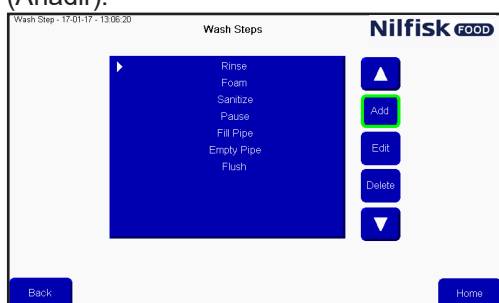 (Añadir).
Wash Step - 17-01-17 - 13:06:20
Wash Steps
Nilfisk FOOD
Rinse
Foam
Sanitize
Pause
Fill Pipe
Empty Pipe
Flush
Add
Edit
Delete
Back
Home